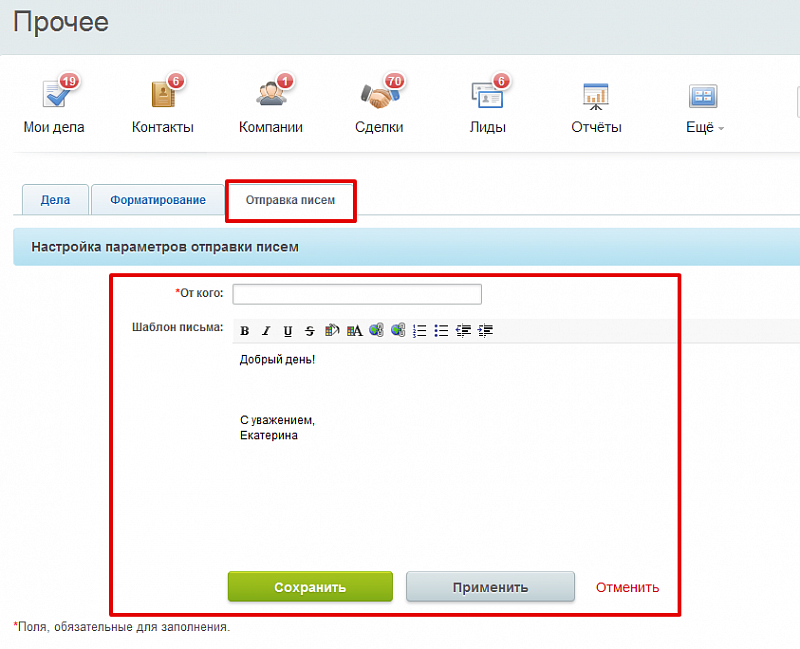 Прочее
19 6 1 70 6
Мои дела Контакты Компании Сделки Лиды Отчёты Ещё
Дела Форматирование Отправка писем
Настройка параметров отправки писем
*От кого:
Шаблон письма: B I U S
Добрый день!
С уважением,
Екатерина
Сохранить Применить Отменить
*Поля, обязательные для заполнения.